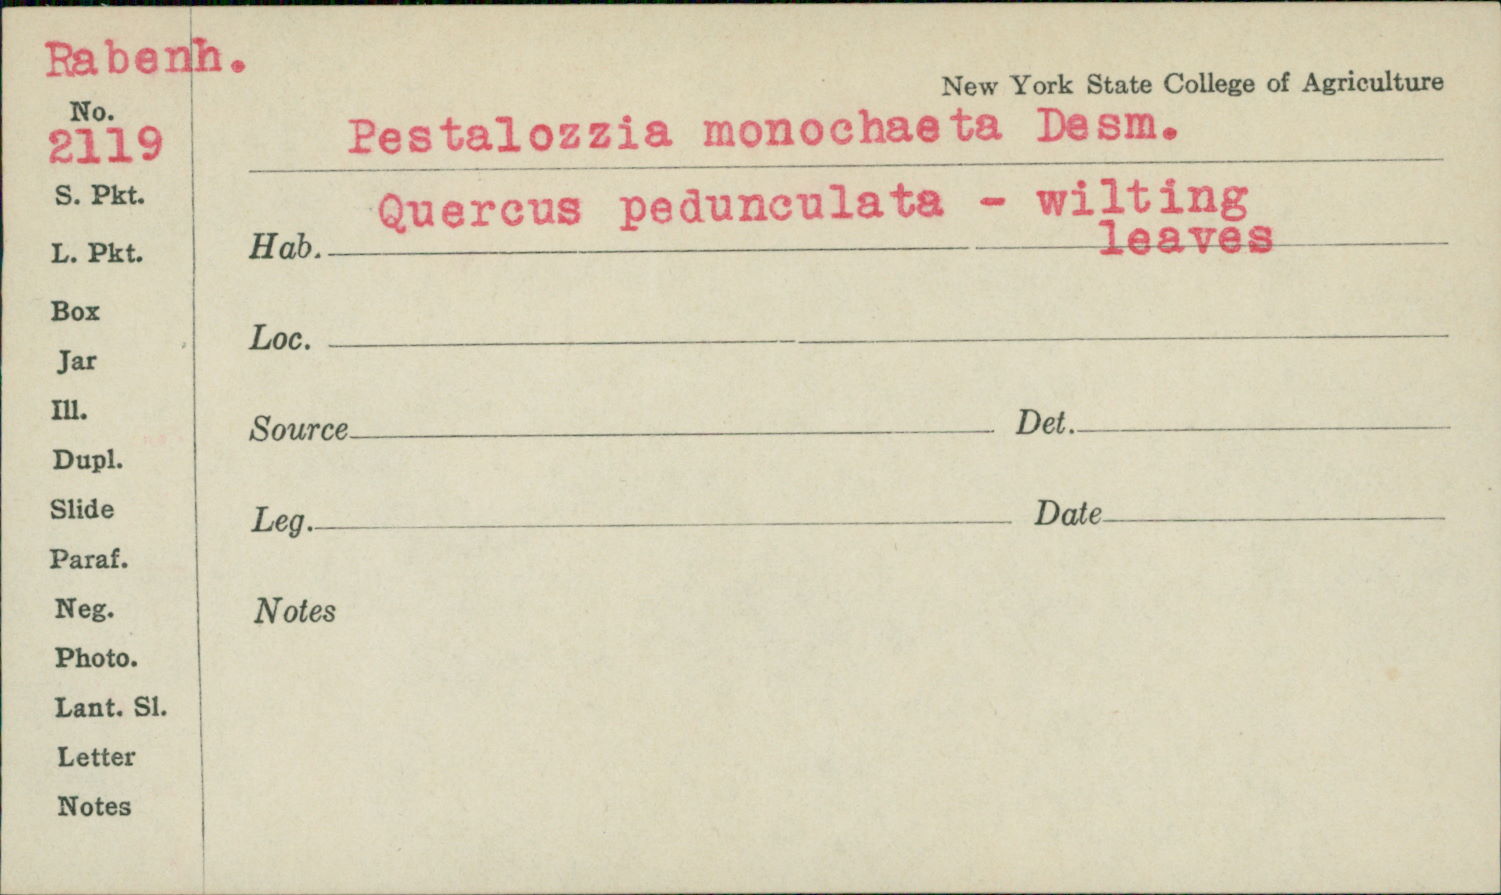 Rabenh.
New York State College of Agriculture
No.
2119
Pestalozzia monochaeta Desm.
S. Pkt.
Quercus pedunculata - wilting
leaves
Hab.
L. Pkt.
Box
Loc.
Jar
Ill.
Source Det.
Dupl.
Slide
Leg. Date
Paraf.
Neg.
Notes
Photo.
Lant. Sl.
Letter
Notes